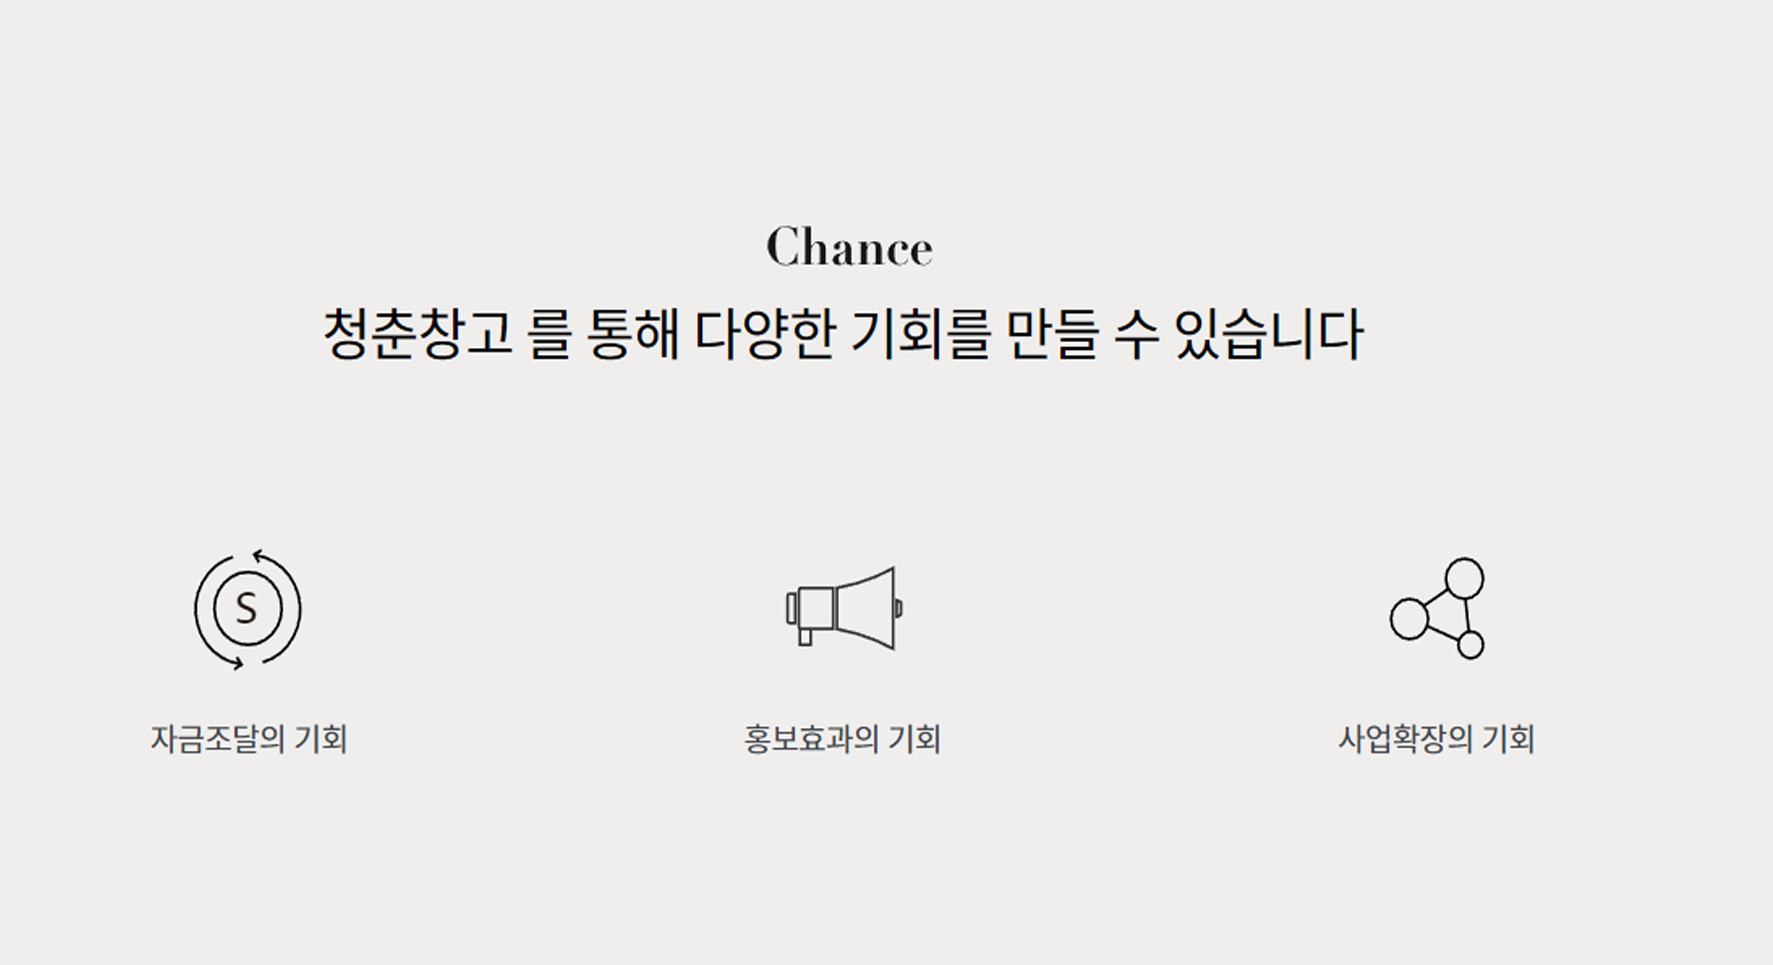 Chance
청춘창고 를 통해 다양한 기회를 만들 수 있습니다
S
자금조달의 기회
홍보효과의 기회
사업확장의 기회